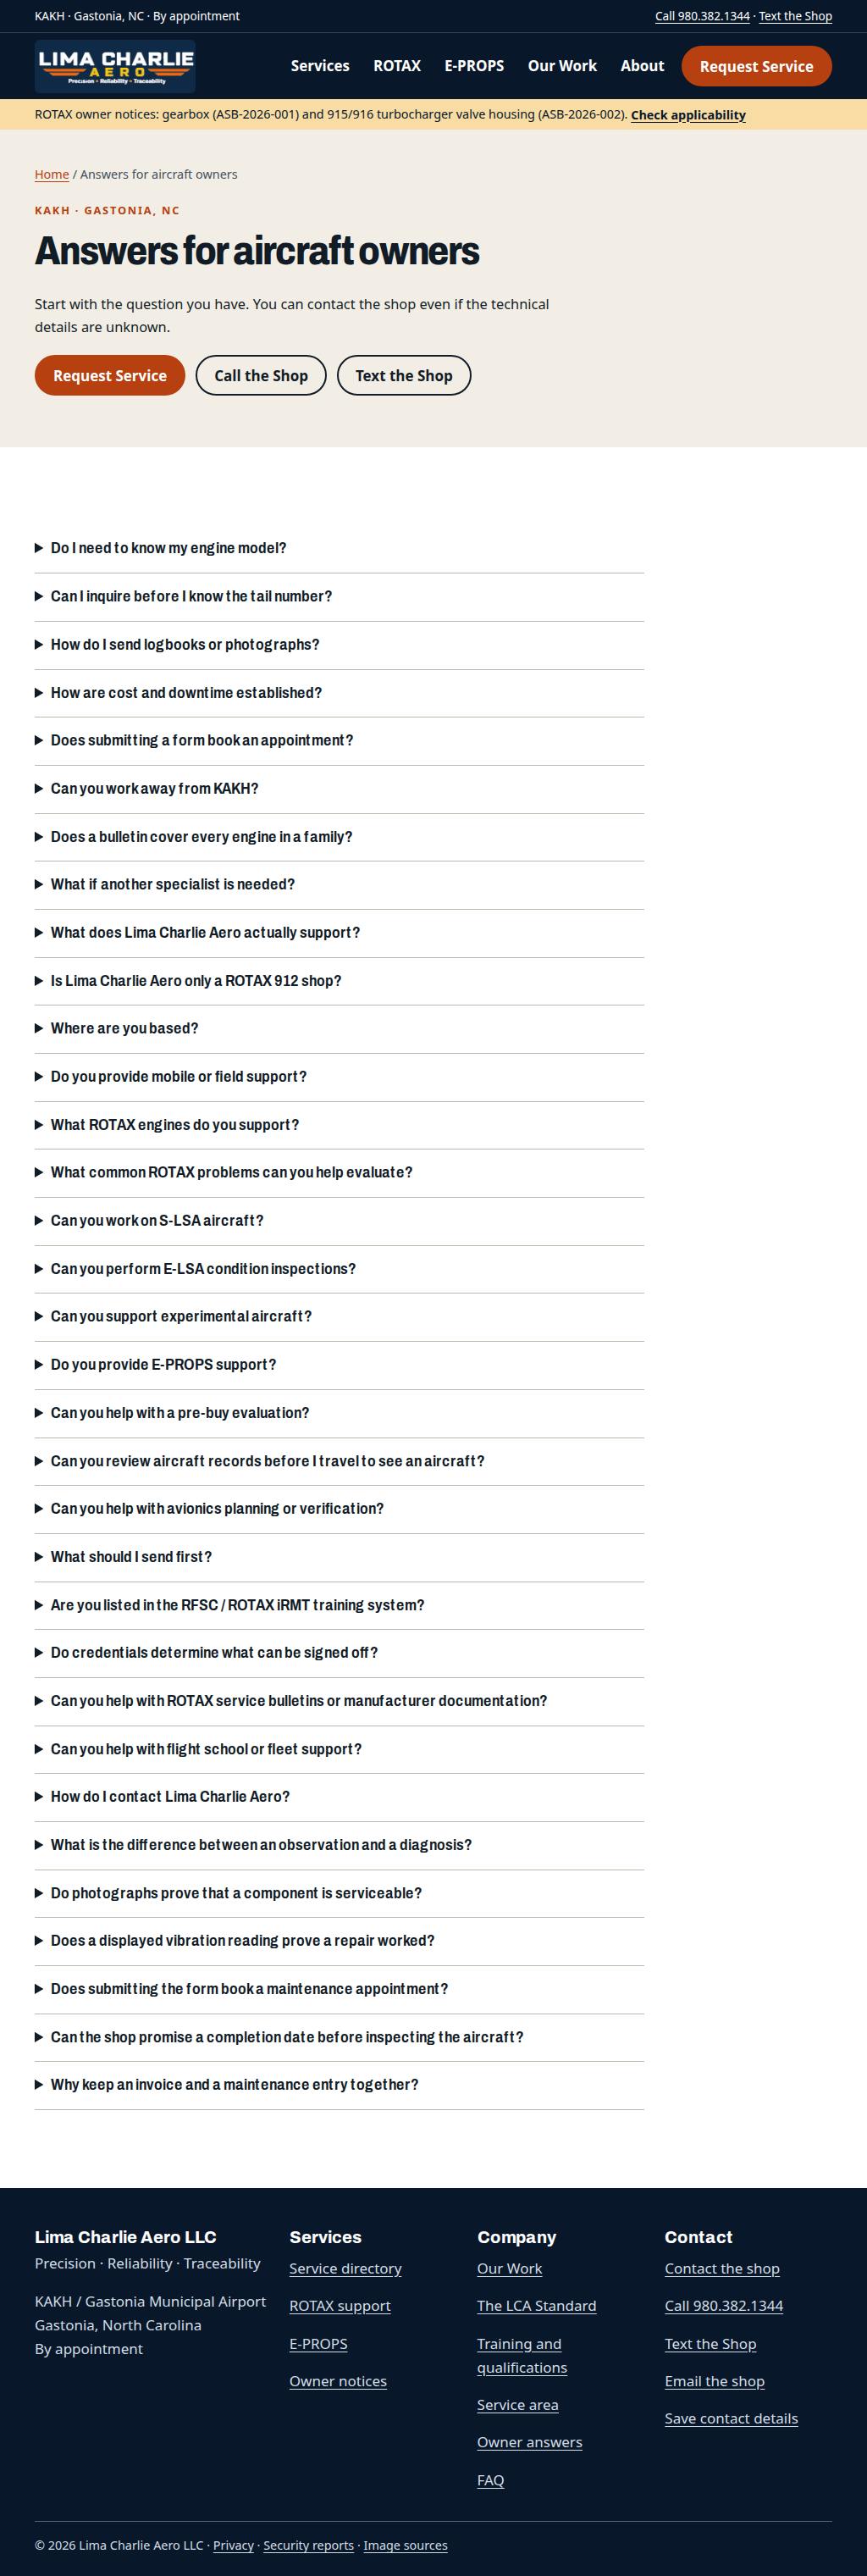 KAKH · Gastonia, NC · By appointment
Call 980.382.1344 · Text the Shop
LIMA CHARLIE
AERO
Precision · Reliability · Traceability
Services ROTAX E-PROPS Our Work About Request Service
ROTAX owner notices: gearbox (ASB-2026-001) and 915/916 turbocharger valve housing (ASB-2026-002). Check applicability
Home / Answers for aircraft owners
KAKH · GASTONIA, NC
Answers for aircraft owners
Start with the question you have. You can contact the shop even if the technical
details are unknown.
Request Service Call the Shop Text the Shop
Do I need to know my engine model?
Can I inquire before I know the tail number?
How do I send logbooks or photographs?
How are cost and downtime established?
Does submitting a form book an appointment?
Can you work away from KAKH?
Does a bulletin cover every engine in a family?
What if another specialist is needed?
What does Lima Charlie Aero actually support?
Is Lima Charlie Aero only a ROTAX 912 shop?
Where are you based?
Do you provide mobile or field support?
What ROTAX engines do you support?
What common ROTAX problems can you help evaluate?
Can you work on S-LSA aircraft?
Can you perform E-LSA condition inspections?
Can you support experimental aircraft?
Do you provide E-PROPS support?
Can you help with a pre-buy evaluation?
Can you review aircraft records before I travel to see an aircraft?
Can you help with avionics planning or verification?
What should I send first?
Are you listed in the RFSC / ROTAX iRMT training system?
Do credentials determine what can be signed off?
Can you help with ROTAX service bulletins or manufacturer documentation?
Can you help with flight school or fleet support?
How do I contact Lima Charlie Aero?
What is the difference between an observation and a diagnosis?
Do photographs prove that a component is serviceable?
Does a displayed vibration reading prove a repair worked?
Does submitting the form book a maintenance appointment?
Can the shop promise a completion date before inspecting the aircraft?
Why keep an invoice and a maintenance entry together?
Lima Charlie Aero LLC
Precision · Reliability · Traceability
KAKH / Gastonia Municipal Airport
Gastonia, North Carolina
By appointment
Services
Service directory
ROTAX support
E-PROPS
Owner notices
Company
Our Work
The LCA Standard
Training and
qualifications
Service area
Owner answers
FAQ
Contact
Contact the shop
Call 980.382.1344
Text the Shop
Email the shop
Save contact details
© 2026 Lima Charlie Aero LLC · Privacy · Security reports · Image sources